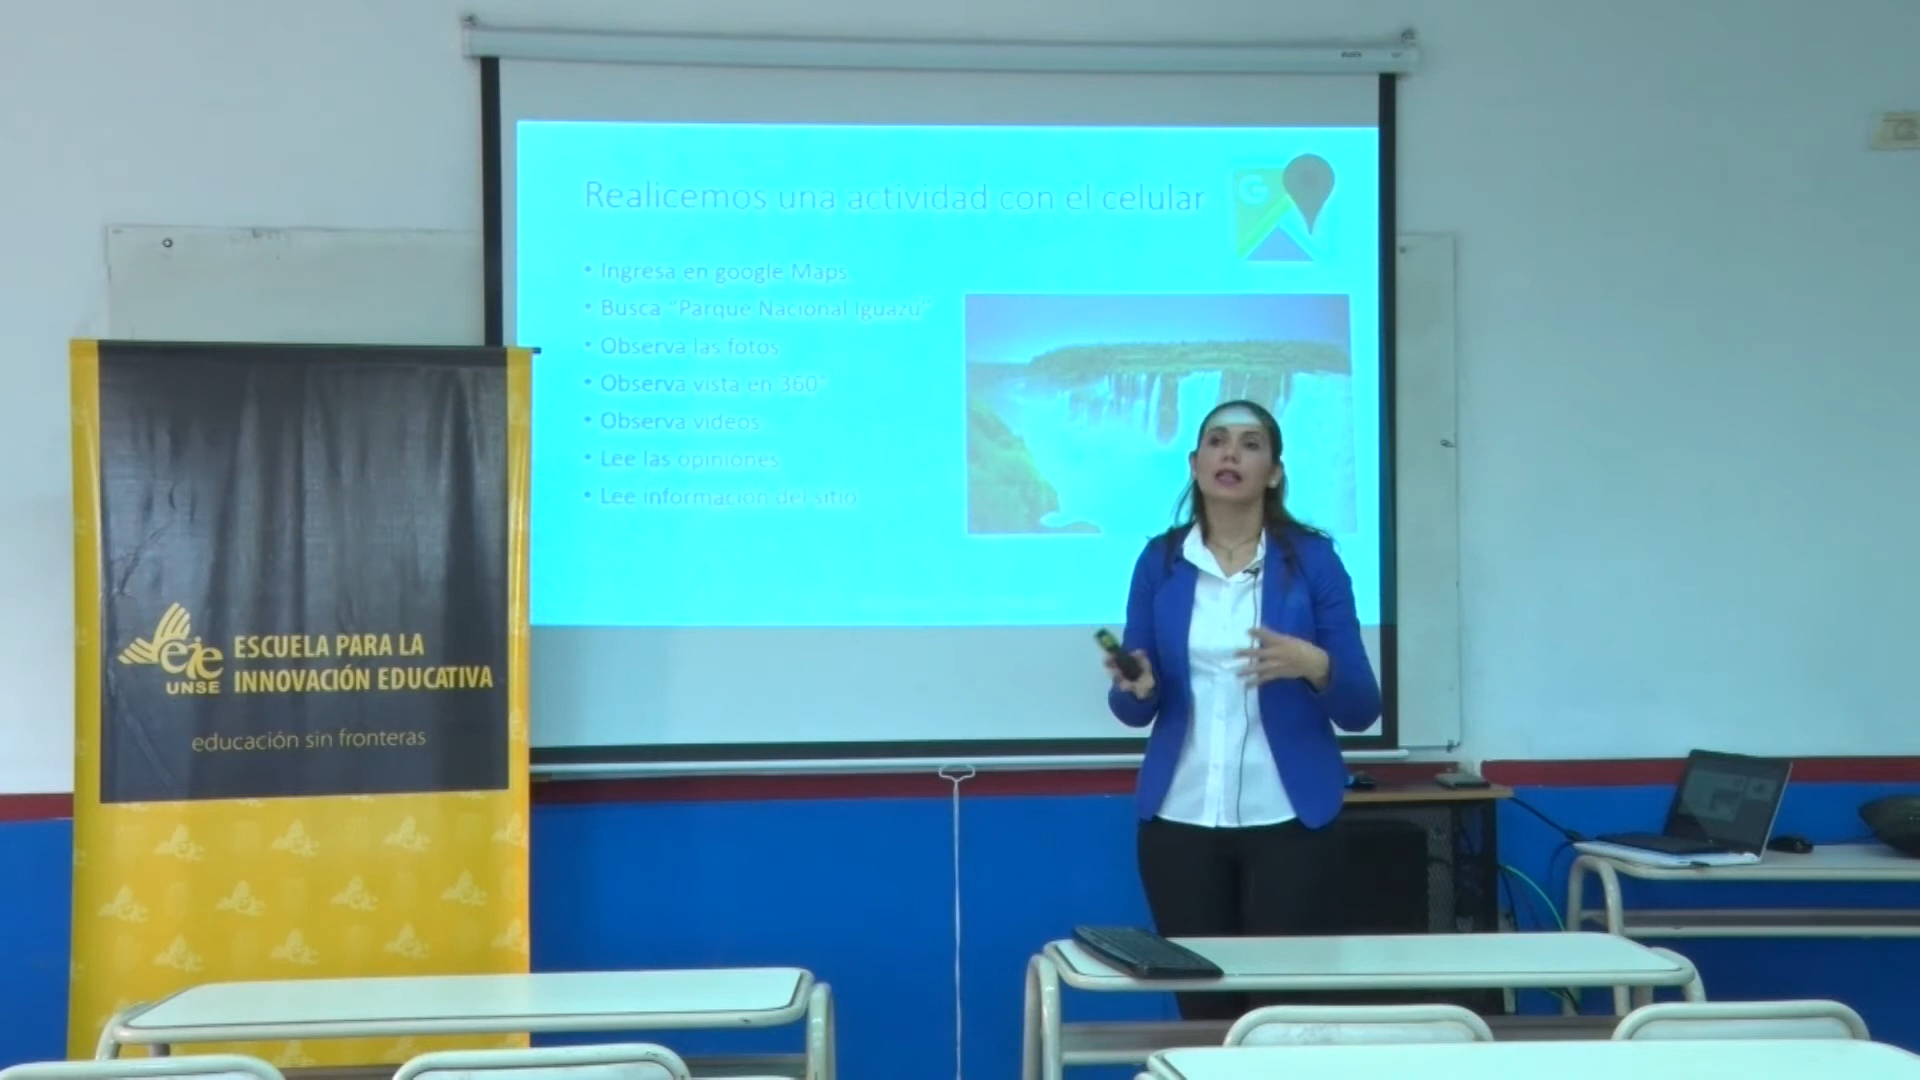 Realicemos una actividad con el celular
G
• Ingresa en google Maps
• Busca "Parque Nacional Iguazú"
• Observa las fotos
• Observa vista en 360°
• Observa videos
• Lee las opiniones
• Lee información del sitio
eie
UNSE
ESCUELA PARA LA
INNOVACIÓN EDUCATIVA
educación sin fronteras